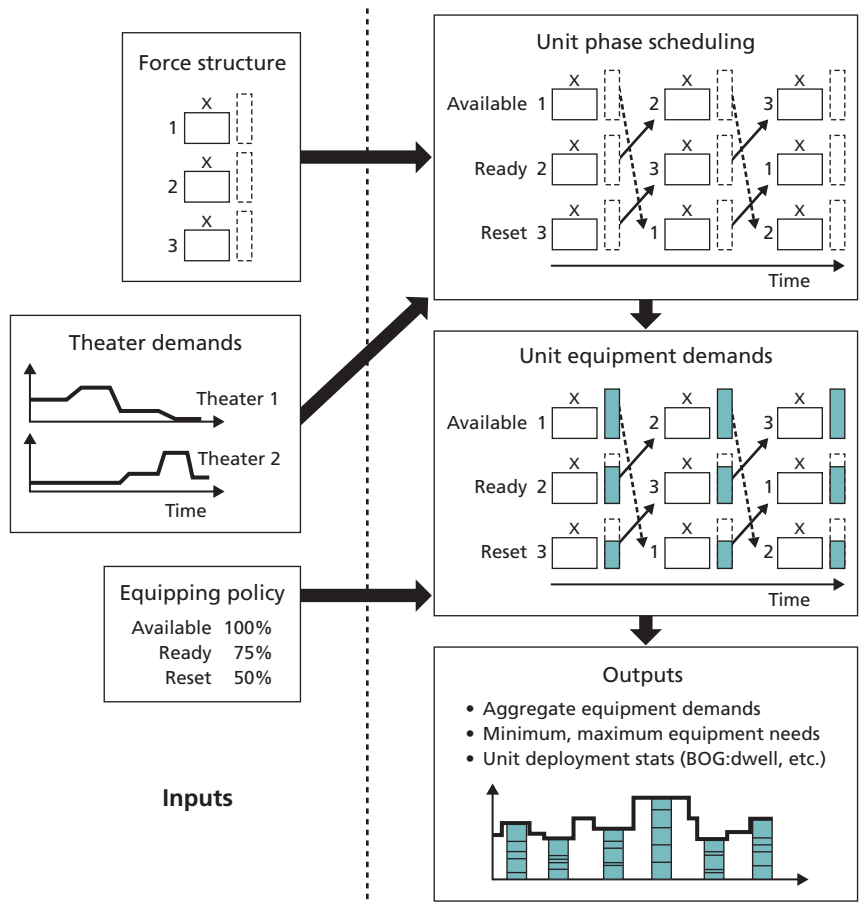 Force structure
X
1
X
2
X
3
Theater demands
Theater 1
Theater 2
Time
Equipping policy
Available 100%
Ready 75%
Reset 50%
Inputs
Unit phase scheduling
X X X
Available 1 2 3
X X X
Ready 2 3 1
X X X
Reset 3 1 2
Time
Unit equipment demands
X X X
Available 1 2 3
X X X
Ready 2 3 1
X X X
Reset 3 1 2
Time
Outputs
• Aggregate equipment demands
• Minimum, maximum equipment needs
• Unit deployment stats (BOG:dwell, etc.)